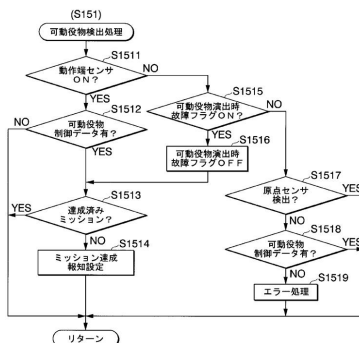 (S151)
可動役物検出処理
S1511
動作端センサ
ON?
NO
YES
S1512
可動役物
制御データ有?
NO
YES
S1515
可動役物演出時
故障フラグON?
NO
YES
S1516
可動役物演出時
故障フラグOFF
S1513
達成済み
ミッション?
YES
NO
S1514
ミッション達成
報知設定
S1517
原点センサ
検出?
YES
NO
S1518
可動役物
制御データ有?
YES
NO
S1519
エラー処理
リターン